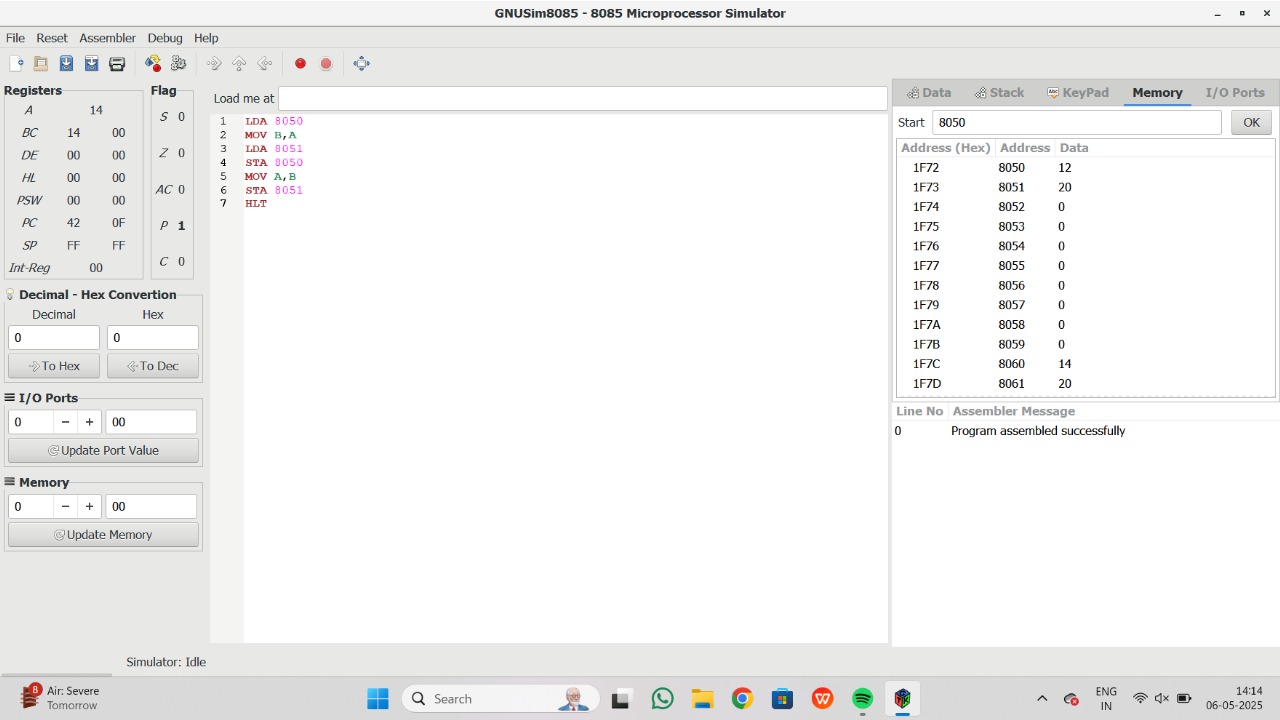 GNUSim8085 - 8085 Microprocessor Simulator
File Reset Assembler Debug Help
Registers
A 14
BC 14 00
DE 00 00
HL 00 00
PSW 00 00
PC 42 0F
SP FF FF
Int-Reg 00
Flag
S 0
Z 0
AC 0
P 1
C 0
Decimal - Hex Convertion
Decimal Hex
0 0
To Hex To Dec
I/O Ports
0 − + 00
Update Port Value
Memory
0 − + 00
Update Memory
Load me at
1 LDA 8050
2 MOV B,A
3 LDA 8051
4 STA 8050
5 MOV A,B
6 STA 8051
7 HLT
Data Stack KeyPad Memory I/O Ports
Start 8050 OK
Address (Hex) Address Data
1F72 8050 12
1F73 8051 20
1F74 8052 0
1F75 8053 0
1F76 8054 0
1F77 8055 0
1F78 8056 0
1F79 8057 0
1F7A 8058 0
1F7B 8059 0
1F7C 8060 14
1F7D 8061 20
Line No Assembler Message
0 Program assembled successfully
Simulator: Idle
8 Air: Severe
Tomorrow
Search
ENG
IN
14:14
06-05-2025